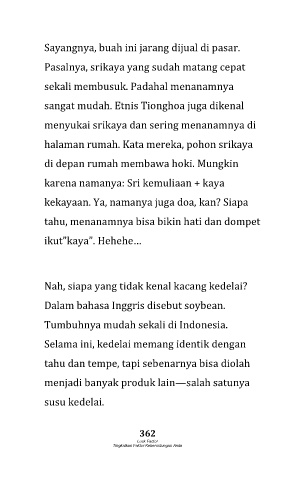 Sayangnya, buah ini jarang dijual di pasar.
Pasalnya, srikaya yang sudah matang cepat
sekali membusuk. Padahal menanamnya
sangat mudah. Etnis Tionghoa juga dikenal
menyukai srikaya dan sering menanamnya di
halaman rumah. Kata mereka, pohon srikaya
di depan rumah membawa hoki. Mungkin
karena namanya: Sri kemuliaan + kaya
kekayaan. Ya, namanya juga doa, kan? Siapa
tahu, menanamnya bisa bikin hati dan dompet
ikut"kaya". Hehehe...
Nah, siapa yang tidak kenal kacang kedelai?
Dalam bahasa Inggris disebut soybean.
Tumbuhnya mudah sekali di Indonesia.
Selama ini, kedelai memang identik dengan
tahu dan tempe, tapi sebenarnya bisa diolah
menjadi banyak produk lain—salah satunya
susu kedelai.
362
Luck Factor
Tingkatkan Faktor Keberuntungan Anda